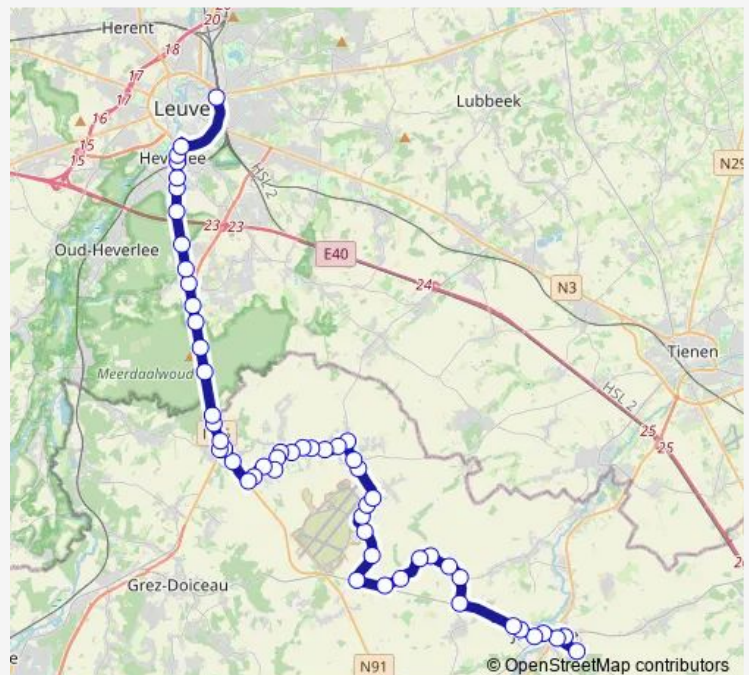 20
20
Herent
18
17
17
16
15
15
Leuve
Lubbeek
Hev
lee
HSL 2
N29
23
23
Oud-Heverlee
E40
24
N3
Tienen
HSL 2
Meerdaalwoud
25
25
Grez-Doiceau
N91
e
© OpenStreetMap contributors